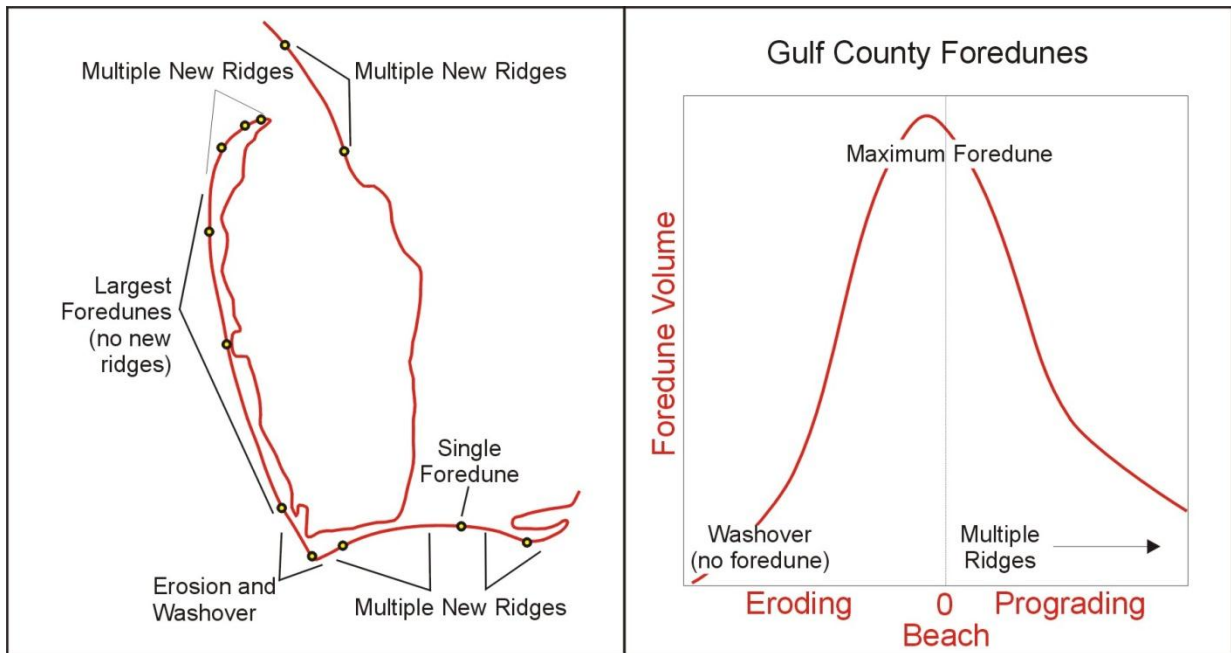 Multiple New Ridges
Multiple New Ridges
Largest
Foredunes
(no new
ridges)
Single
Foredune
Erosion and
Washover
Multiple New Ridges
Gulf County Foredunes
Maximum Foredune
Foredune Volume
Washover
(no foredune)
Multiple
Ridges
Eroding
0
Prograding
Beach